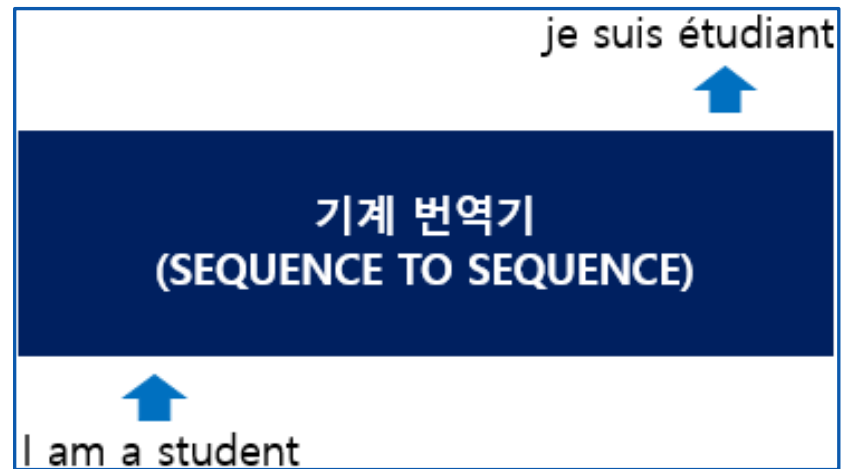 je suis étudiant
기계 번역기
(SEQUENCE TO SEQUENCE)
I am a student